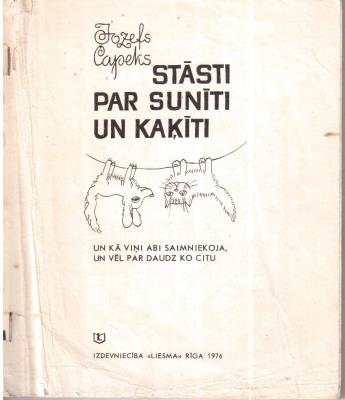 Jozefs
Čapeks
STĀSTI
PAR SUNĪTI
UN KAĶĪTI
UN KĀ VIŅI ABI SAIMNIEKOJA,
UN VĒL PAR DAUDZ KO CITU
IZDEVNIECĪBA «LIESMA» RĪGA 1976